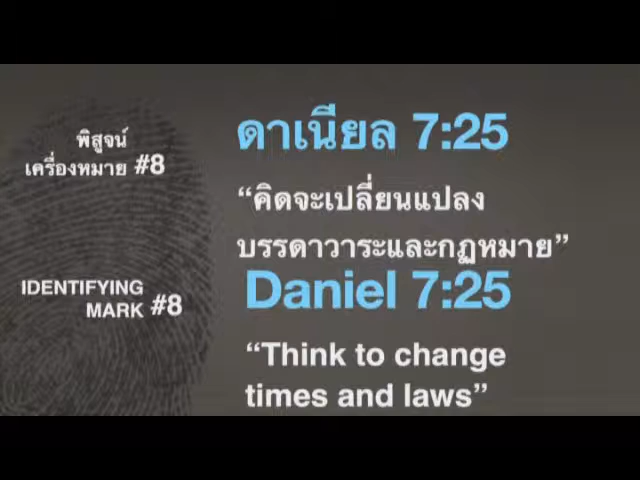 พิสูจน์
เครื่องหมาย #8
ดาเนียล 7:25
“คิดจะเปลี่ยนแปลง
บรรดาวาระและกฏหมาย”
IDENTIFYING
MARK #8
Daniel 7:25
“Think to change
times and laws”